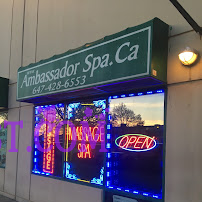 Ambassador Spa. Ca
647-428-6553
MASSAGE
SPA
OPEN